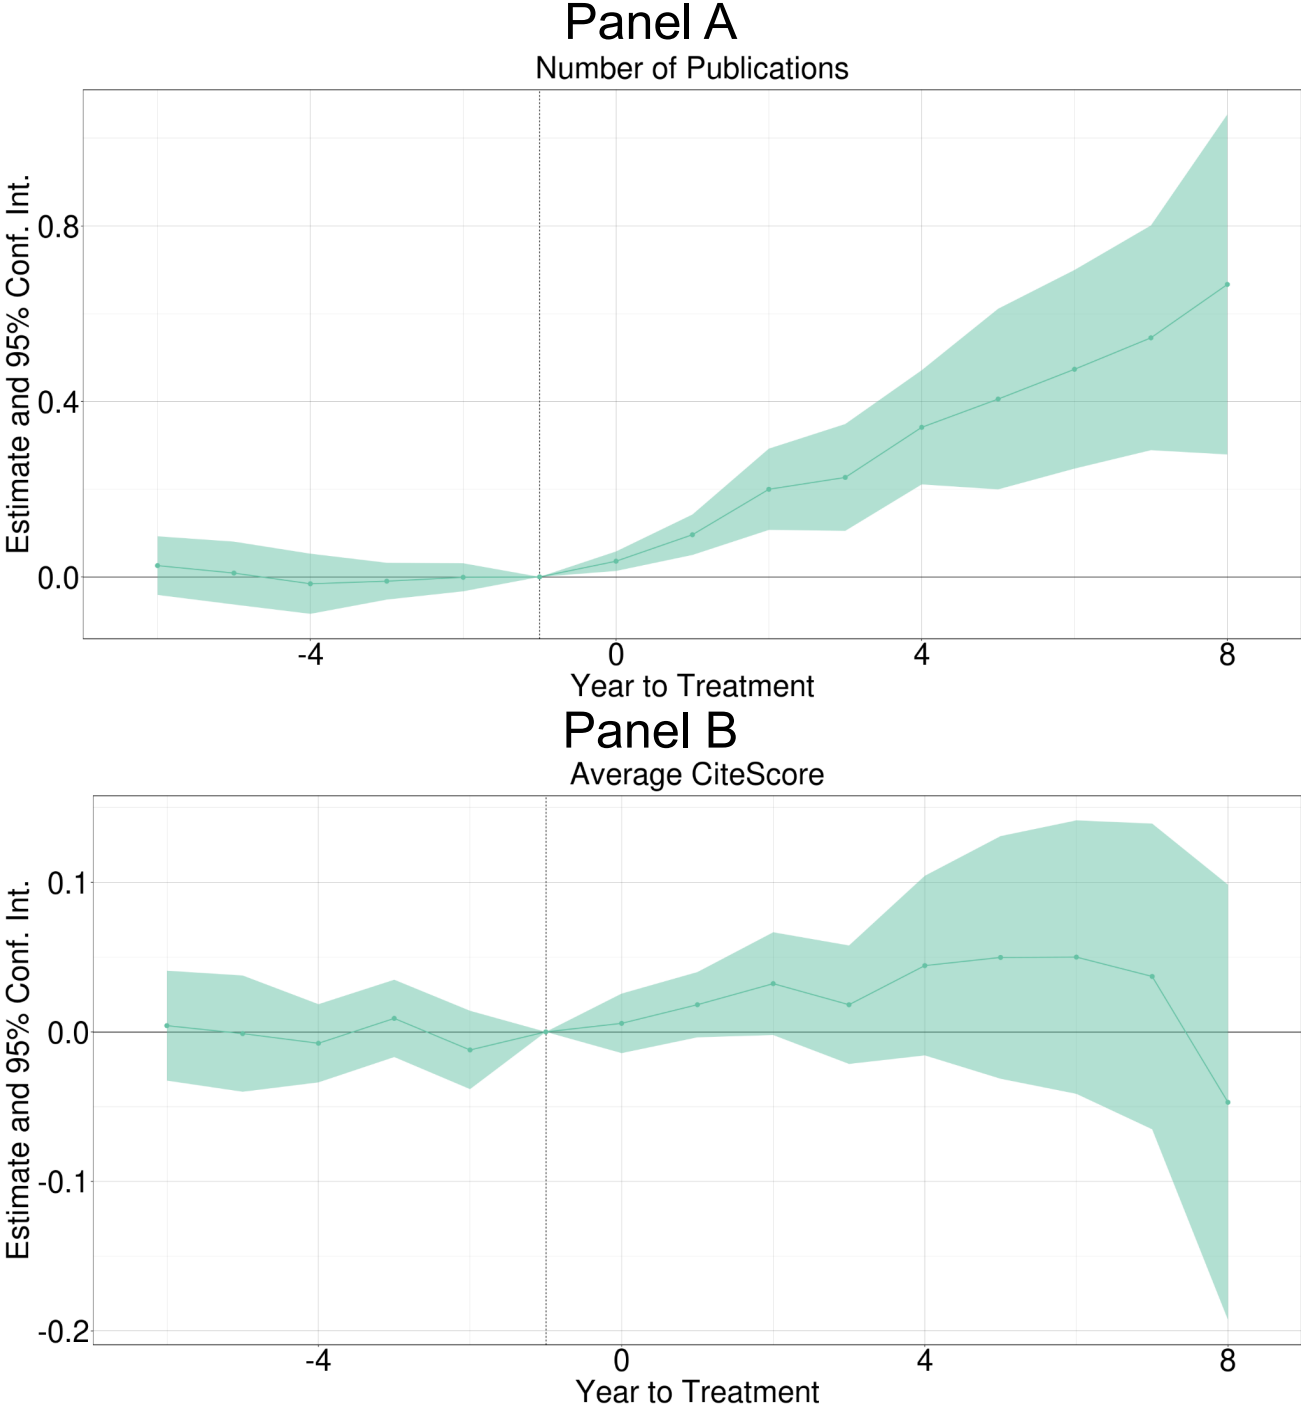 Panel A
Number of Publications
Estimate and 95% Conf. Int.
0.8
0.4
0.0
-4 0 4 8
Year to Treatment
Panel B
Average CiteScore
Estimate and 95% Conf. Int.
0.1
0.0
-0.1
-0.2
-4 0 4 8
Year to Treatment